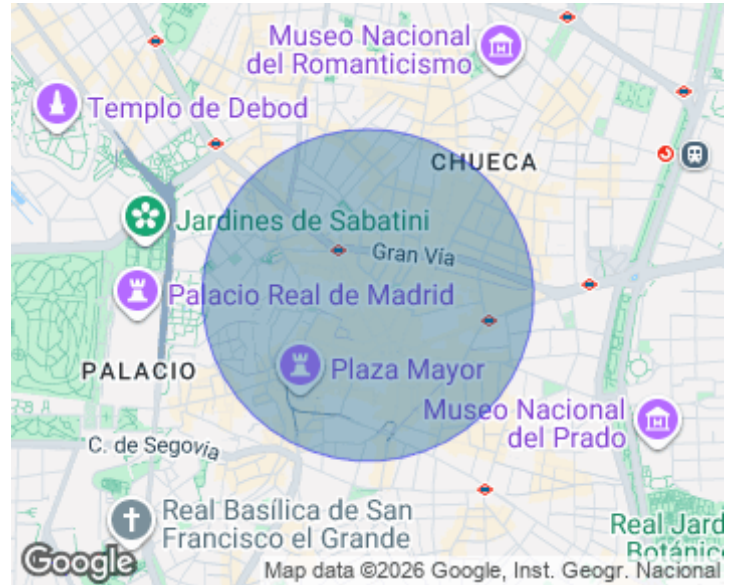 Museo Nacional
del Romanticismo
Templo de Debod
CHUECA
Jardines de Sabatini
Gran Vía
Palacio Real de Madrid
PALACIO
Plaza Mayor
Museo Nacional
del Prado
C. de Segovia
Real Basílica de San
Francisco el Grande
Real Jard
Botánic
Google
Map data ©2026 Google, Inst. Geogr. Nacional